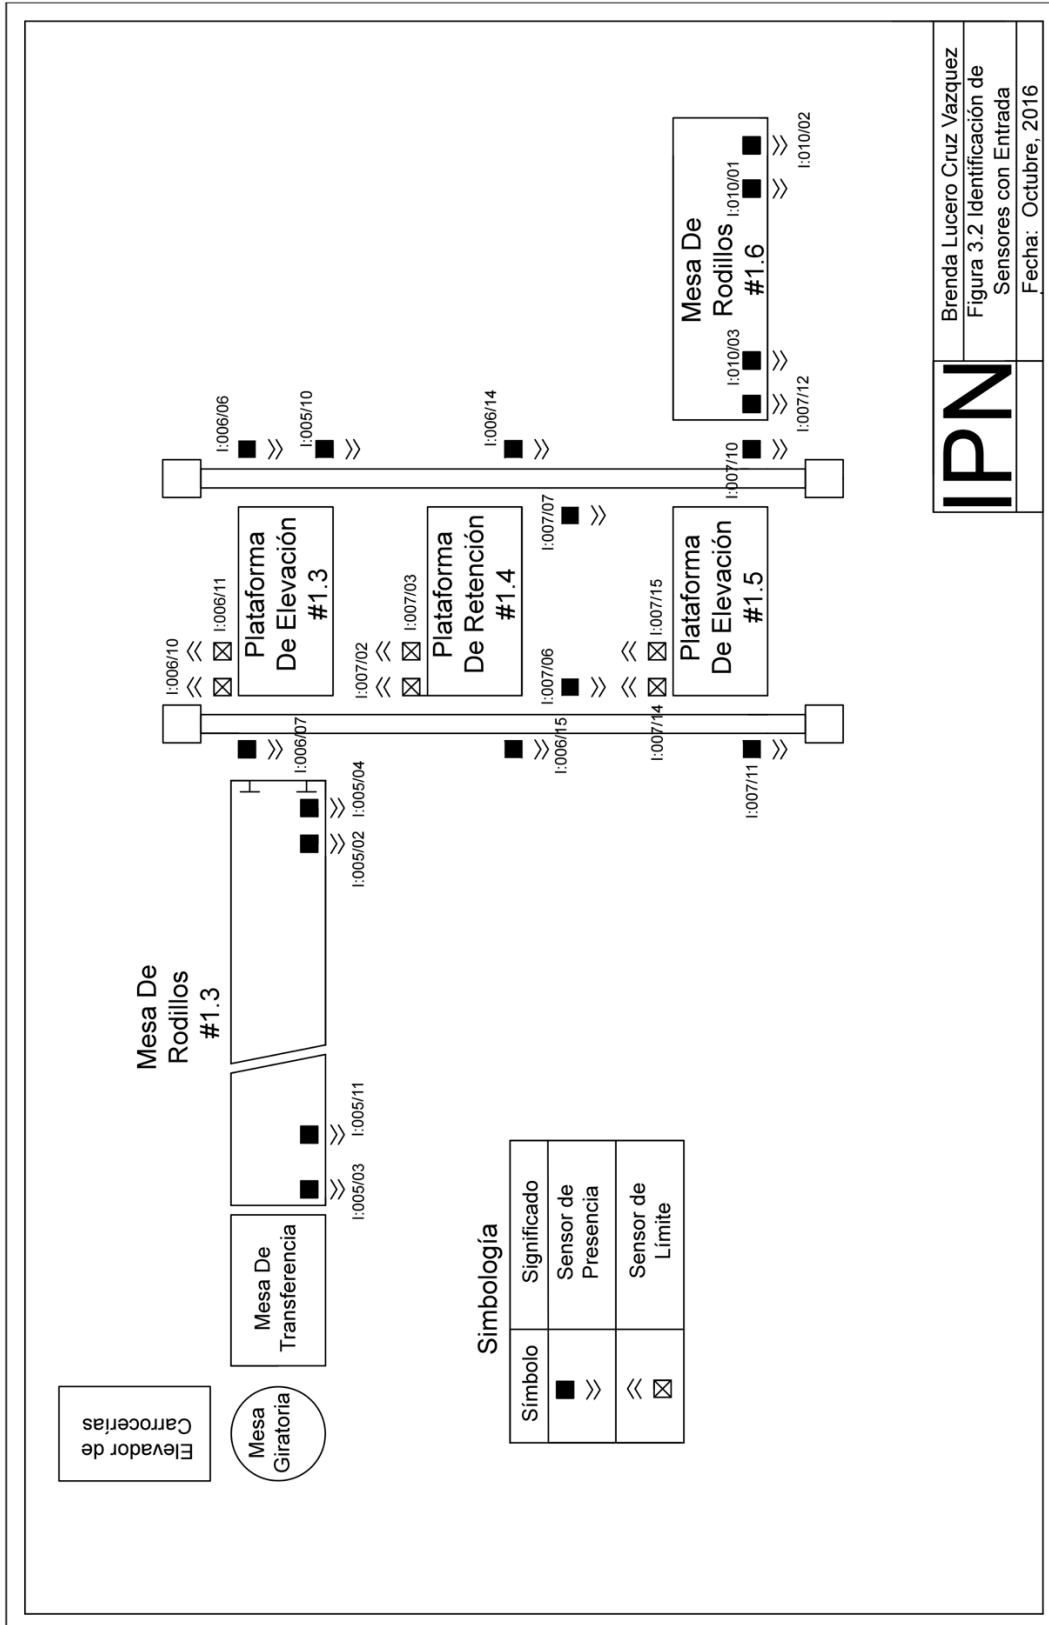 Elevador de
Carrocerías
Mesa
Giratoria
Mesa De
Transferencia
Mesa De
Rodillos
#1.3
I:005/03
I:005/11
I:005/02
I:005/04
I:006/07
I:006/10
I:006/11
Plataforma
De Elevación
#1.3
I:006/06
I:005/10
I:007/02
I:007/03
Plataforma
De Retención
#1.4
I:006/14
I:006/15
I:007/06
I:007/07
I:007/14
I:007/15
Plataforma
De Elevación
#1.5
I:007/11
I:007/10
I:007/12
I:010/03
Mesa De
Rodillos
#1.6
I:010/01
I:010/02
Simbología
Símbolo
Significado
Sensor de
Presencia
Sensor de
Límite
IPN
Brenda Lucero Cruz Vazquez
Figura 3.2 Identificación de
Sensores con Entrada
Fecha: Octubre, 2016